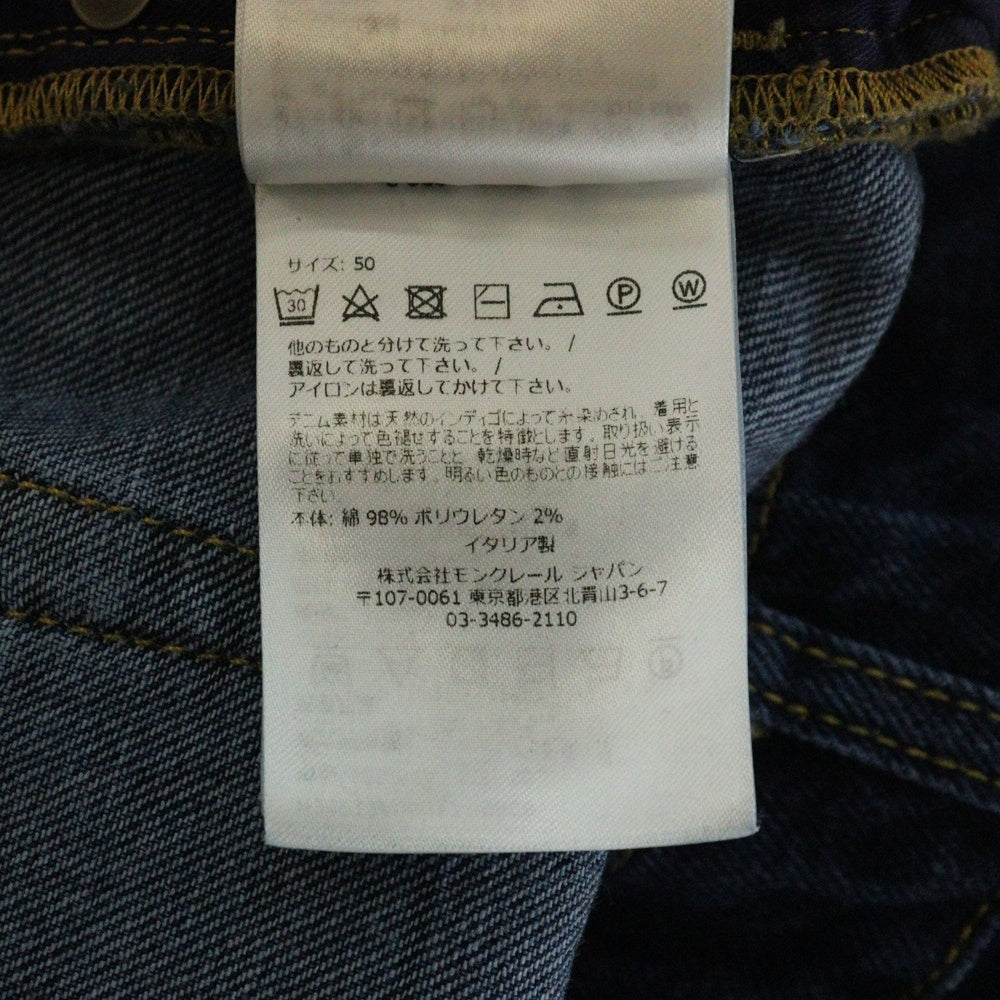 サイズ: 50
30 P W
他のものと分けて洗って下さい。 /
裏返して洗って下さい。 /
アイロンは裏返してかけて下さい。
デニム素材は天然のインディゴによって糸染めされ、着用と
洗いによって色褪せすることを特徴とします。取り扱い表示
に従って単独で洗うことと、乾燥時など直射日光を避ける
ことをおすすめします。明るい色のものとの接触にはご注意
下さい。
本体: 綿 98% ポリウレタン 2%
イタリア製
株式会社モンクレール ジャパン
〒107-0061 東京都港区北青山3-6-7
03-3486-2110